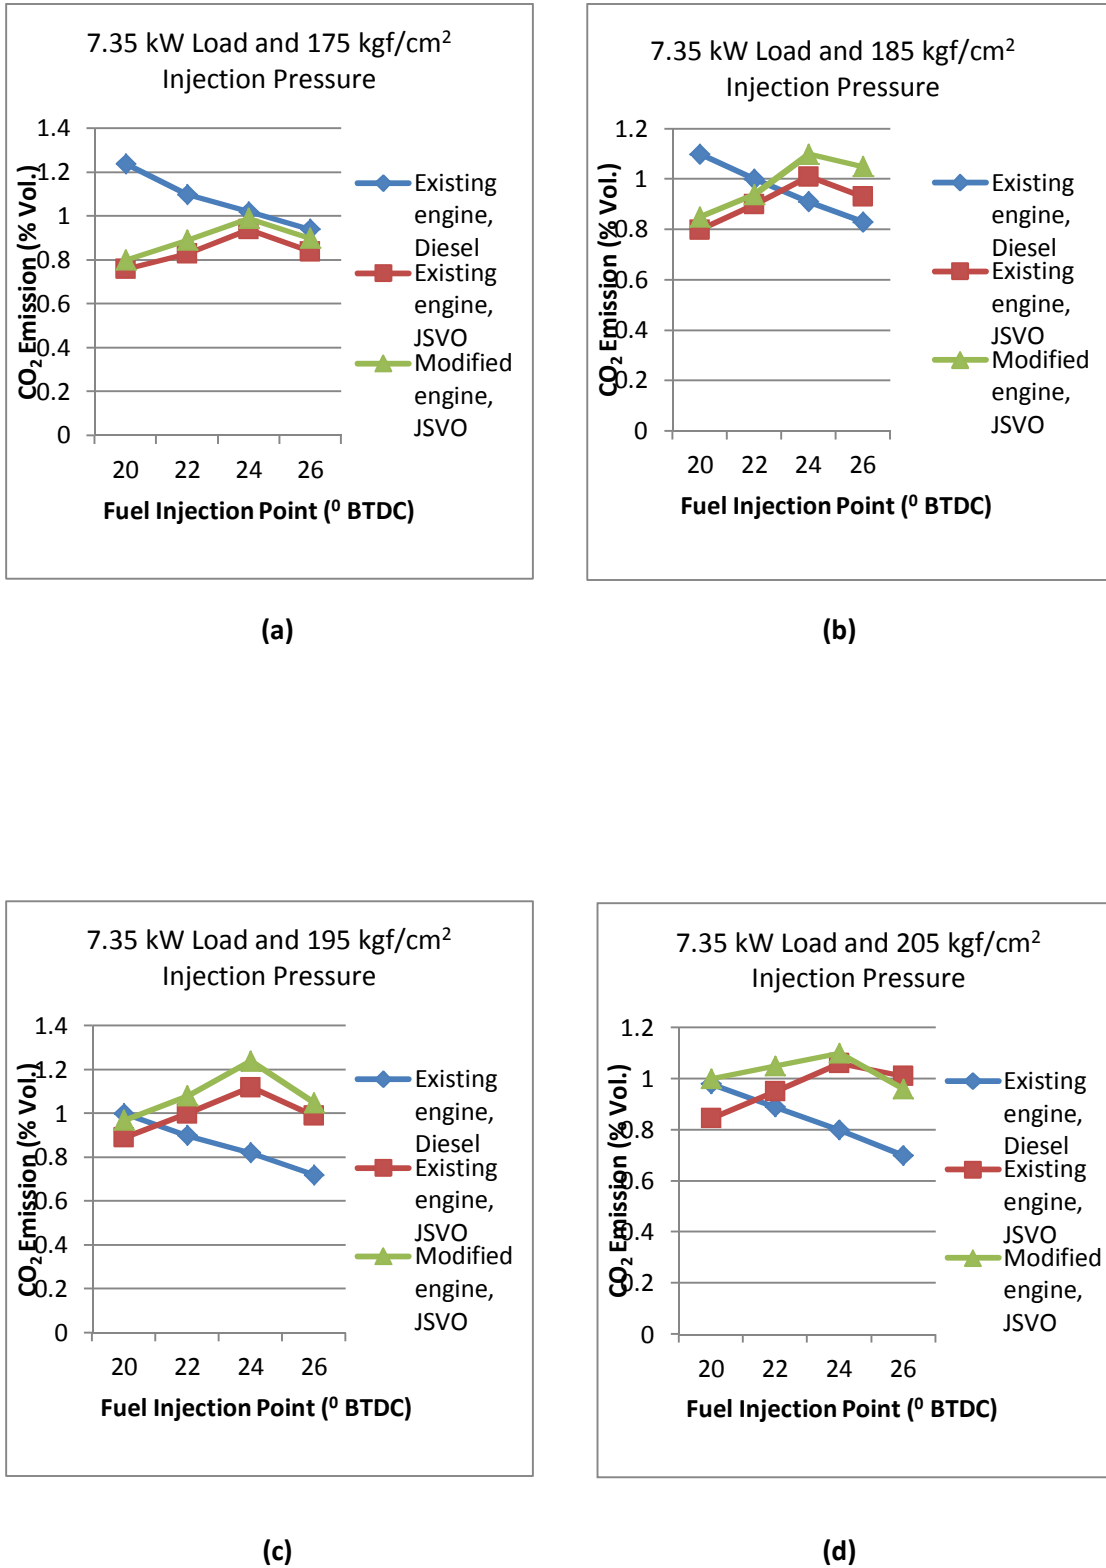 7.35 kW Load and 175 kgf/cm²
Injection Pressure
1.4
1.2
1
0.8
0.6
0.4
0.2
0
CO₂ Emission (% Vol.)
20 22 24 26
Fuel Injection Point (⁰ BTDC)
Existing
engine,
Diesel
Existing
engine,
JSVO
Modified
engine,
JSVO
(a)
7.35 kW Load and 185 kgf/cm²
Injection Pressure
1.2
1
0.8
0.6
0.4
0.2
0
CO₂ Emission (% Vol.)
20 22 24 26
Fuel Injection Point (⁰ BTDC)
Existing
engine,
Diesel
Existing
engine,
JSVO
Modified
engine,
JSVO
(b)
7.35 kW Load and 195 kgf/cm²
Injection Pressure
1.4
1.2
1
0.8
0.6
0.4
0.2
0
CO₂ Emission (% Vol.)
20 22 24 26
Fuel Injection Point (⁰ BTDC)
Existing
engine,
Diesel
Existing
engine,
JSVO
Modified
engine,
JSVO
(c)
7.35 kW Load and 205 kgf/cm²
Injection Pressure
1.2
1
0.8
0.6
0.4
0.2
0
CO₂ Emission (% Vol.)
20 22 24 26
Fuel Injection Point (⁰ BTDC)
Existing
engine,
Diesel
Existing
engine,
JSVO
Modified
engine,
JSVO
(d)